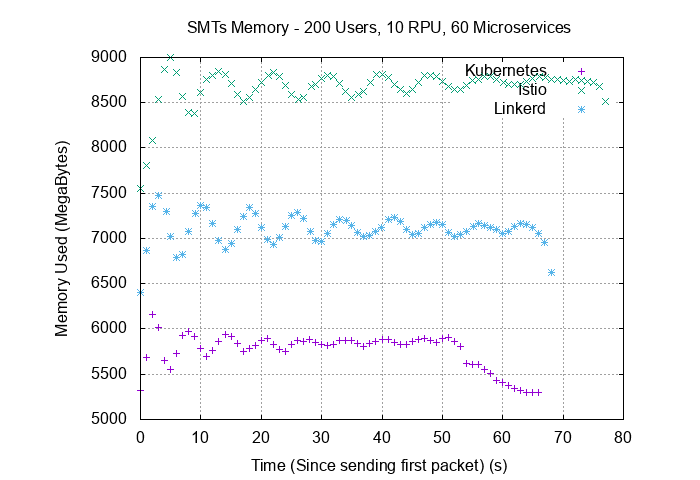 SMTs Memory - 200 Users, 10 RPU, 60 Microservices
9000
8500
8000
7500
7000
6500
6000
5500
5000
Memory Used (MegaBytes)
Kubernetes
Istio
Linkerd
0 10 20 30 40 50 60 70 80
Time (Since sending first packet) (s)